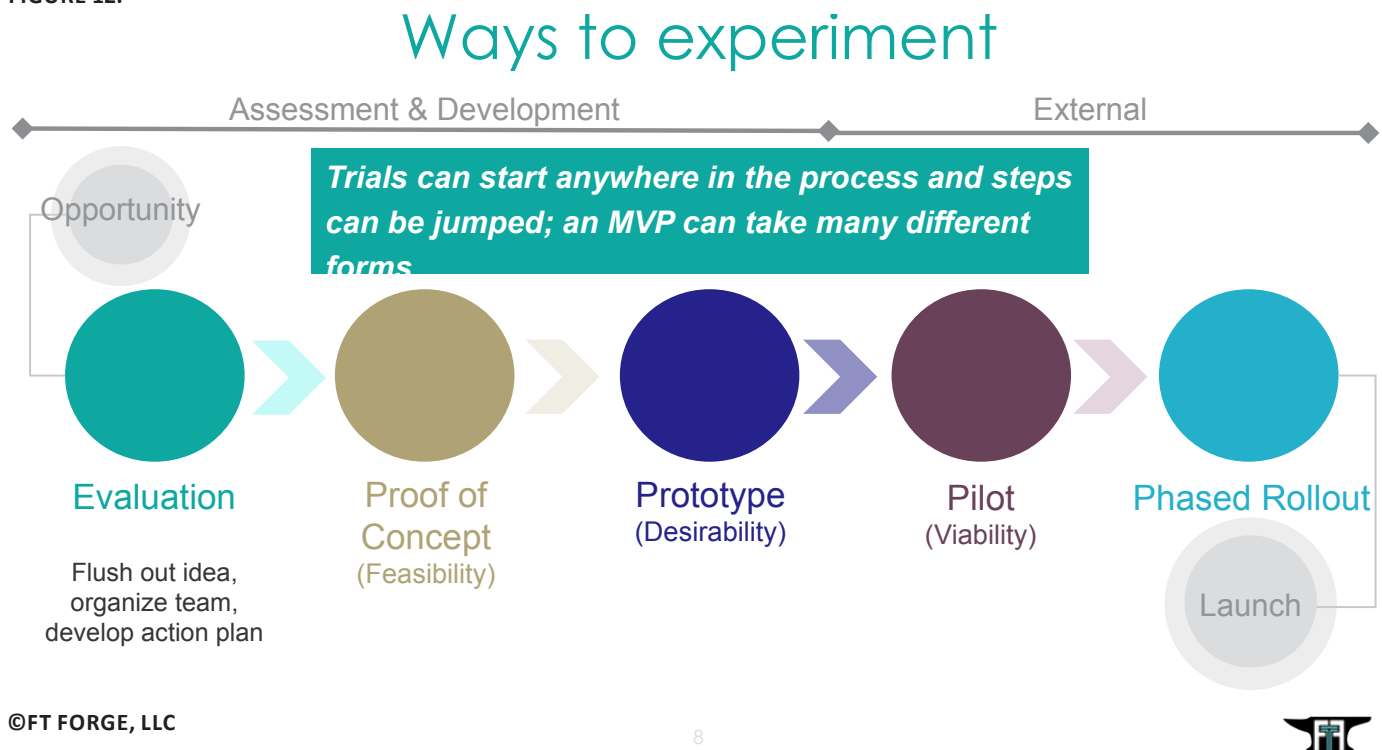 FIGURE 12.
Ways to experiment
Assessment & Development
External
Opportunity
Trials can start anywhere in the process and steps
can be jumped; an MVP can take many different
forms
Evaluation
Flush out idea,
organize team,
develop action plan
Proof of
Concept
(Feasibility)
Prototype
(Desirability)
Pilot
(Viability)
Phased Rollout
Launch
©FT FORGE, LLC
8